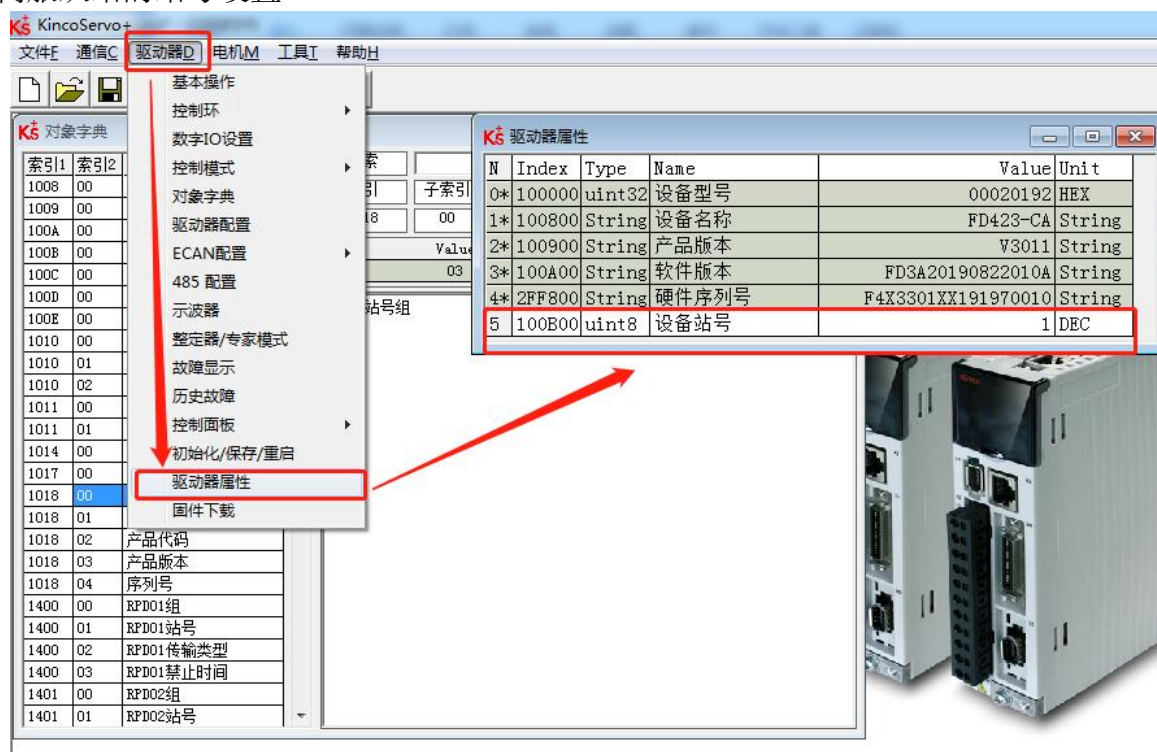 KincoServo+
文件F 通信C 驱动器D 电机M 工具T 帮助H
基本操作
控制环
数字IO设置
控制模式
对象字典
驱动器配置
ECAN配置
485 配置
示波器
整定器/专家模式
故障显示
历史故障
控制面板
初始化/保存/重启
驱动器属性
固件下载
对象字典
索引1 索引2
1008 00
1009 00
100A 00
100B 00
100C 00
100D 00
100E 00
1010 00
1010 01
1010 02
1011 00
1011 01
1014 00
1017 00
1018 00
1018 01
1018 02 产品代码
1018 03 产品版本
1018 04 序列号
1400 00 RPDO1组
1400 01 RPDO1站号
1400 02 RPDO1传输类型
1400 03 RPDO1禁止时间
1401 00 RPDO2组
1401 01 RPDO2站号
子索引
00
Value
03
站号组
驱动器属性
N Index Type Name Value Unit
0* 100000 uint32 设备型号 00020192 HEX
1* 100800 String 设备名称 FD423-CA String
2* 100900 String 产品版本 V3011 String
3* 100A00 String 软件版本 FD3A20190822010A String
4* 2FF800 String 硬件序列号 F4X3301XX191970010 String
5 100B00 uint8 设备站号 1 DEC